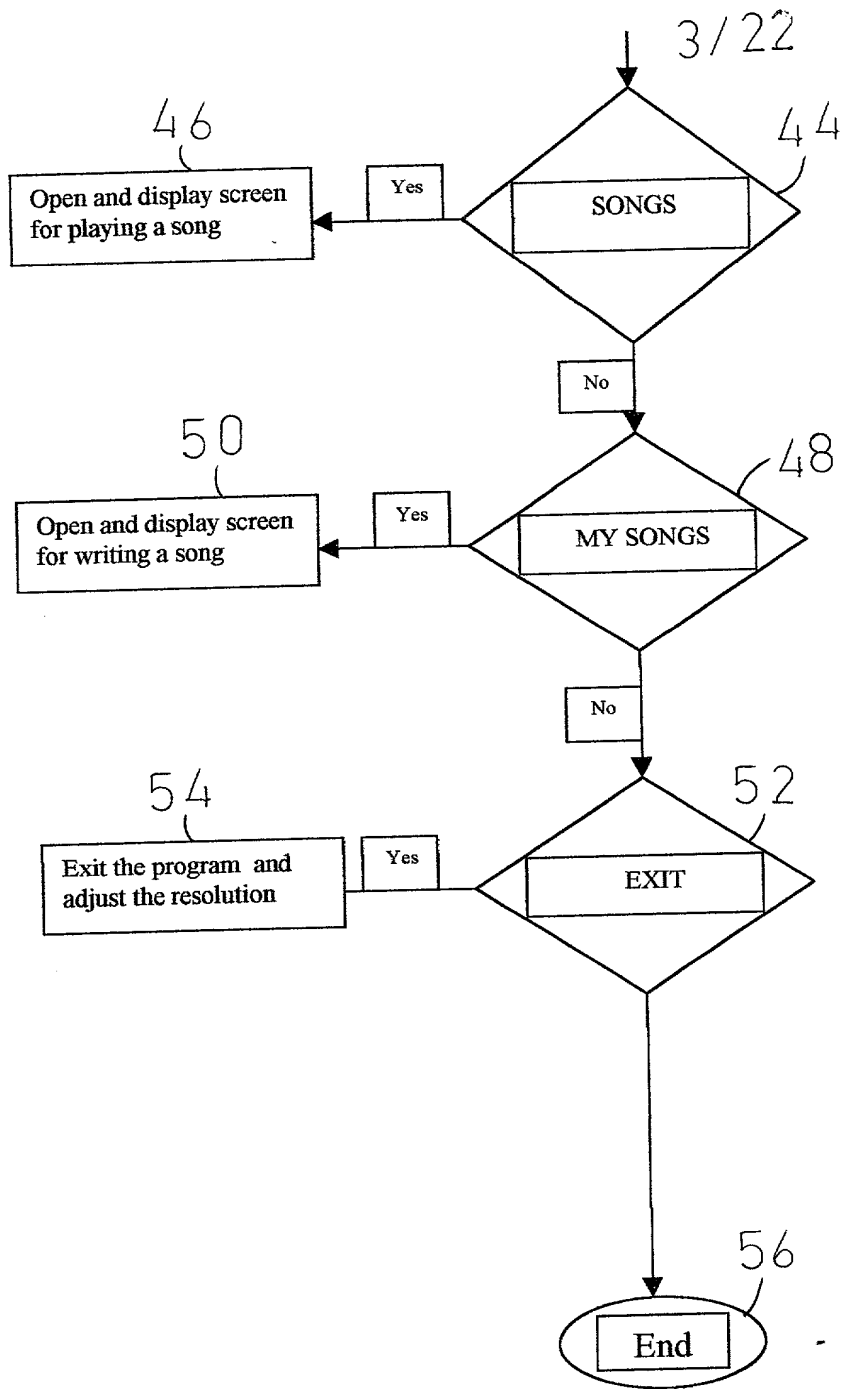 3/22
44
46
Yes
SONGS
Open and display screen
for playing a song
No
48
50
Yes
MY SONGS
Open and display screen
for writing a song
No
52
54
Yes
EXIT
Exit the program and
adjust the resolution
56
End